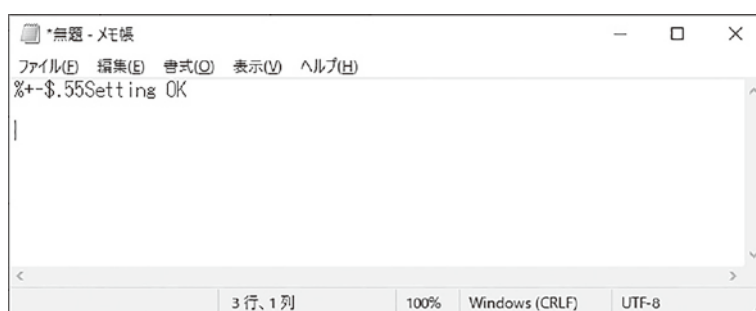 *無題 - メモ帳
ファイル(F) 編集(E) 書式(O) 表示(V) ヘルプ(H)
%+-$.55Setting OK
3 行、1 列 100% Windows (CRLF) UTF-8